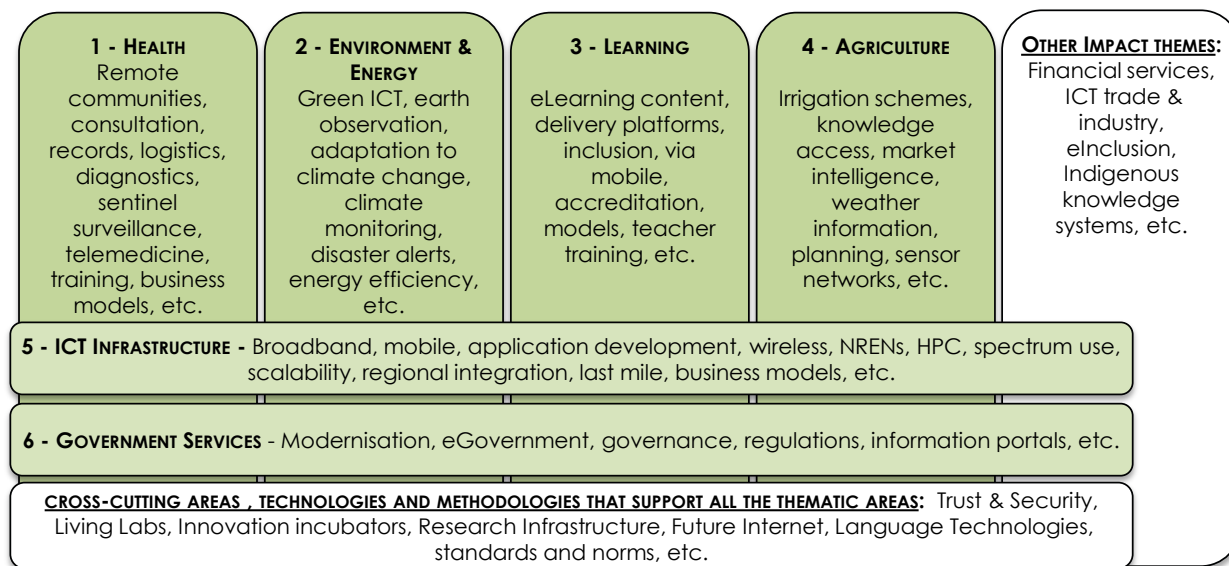 1 - HEALTH
Remote
communities,
consultation,
records, logistics,
diagnostics,
sentinel
surveillance,
telemedicine,
training, business
models, etc.
2 - ENVIRONMENT &
ENERGY
Green ICT, earth
observation,
adaptation to
climate change,
climate
monitoring,
disaster alerts,
energy efficiency,
etc.
3 - LEARNING
eLearning content,
delivery platforms,
inclusion, via
mobile,
accreditation,
models, teacher
training, etc.
4 - AGRICULTURE
Irrigation schemes,
knowledge
access, market
intelligence,
weather
information,
planning, sensor
networks, etc.
OTHER IMPACT THEMES:
Financial services,
ICT trade &
industry,
eInclusion,
Indigenous
knowledge
systems, etc.
5 - ICT INFRASTRUCTURE - Broadband, mobile, application development, wireless, NRENs, HPC, spectrum use,
scalability, regional integration, last mile, business models, etc.
6 - GOVERNMENT SERVICES - Modernisation, eGovernment, governance, regulations, information portals, etc.
CROSS-CUTTING AREAS , TECHNOLOGIES AND METHODOLOGIES THAT SUPPORT ALL THE THEMATIC AREAS: Trust & Security,
Living Labs, Innovation incubators, Research Infrastructure, Future Internet, Language Technologies,
standards and norms, etc.